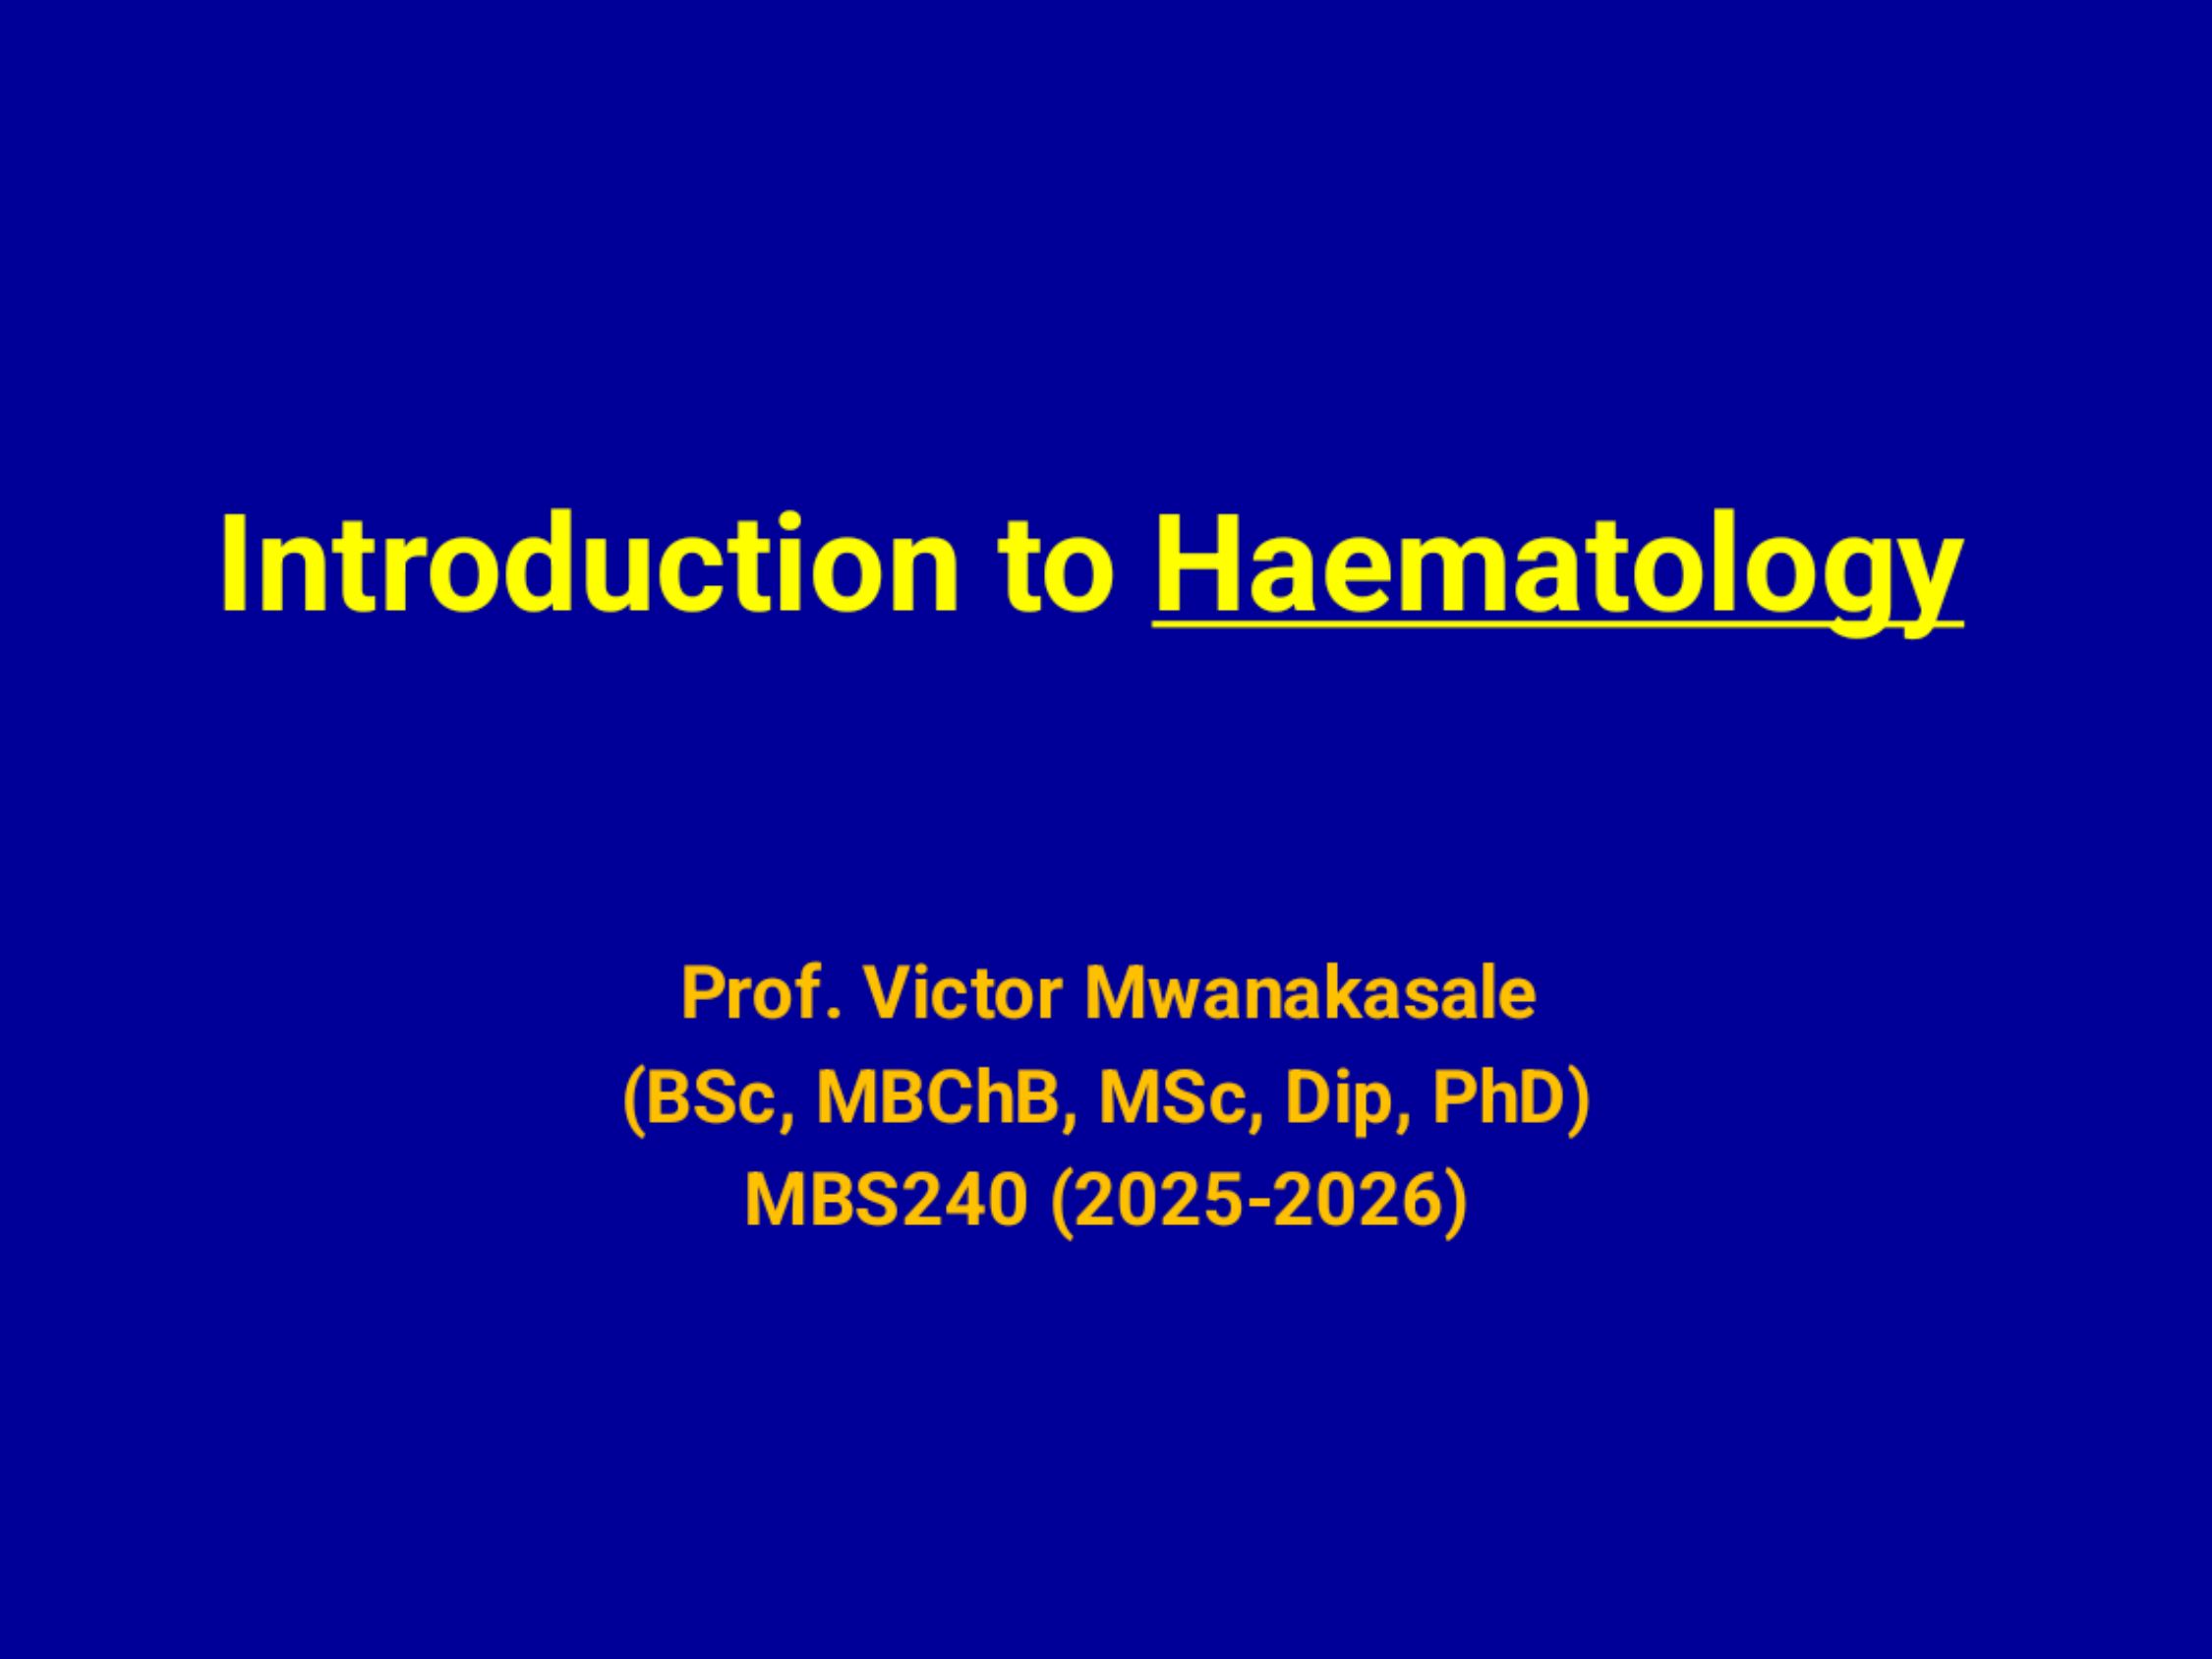 Introduction to Haematology
Prof. Victor Mwanakasale
(BSc, MBChB, MSc, Dip, PhD)
MBS240 (2025-2026)